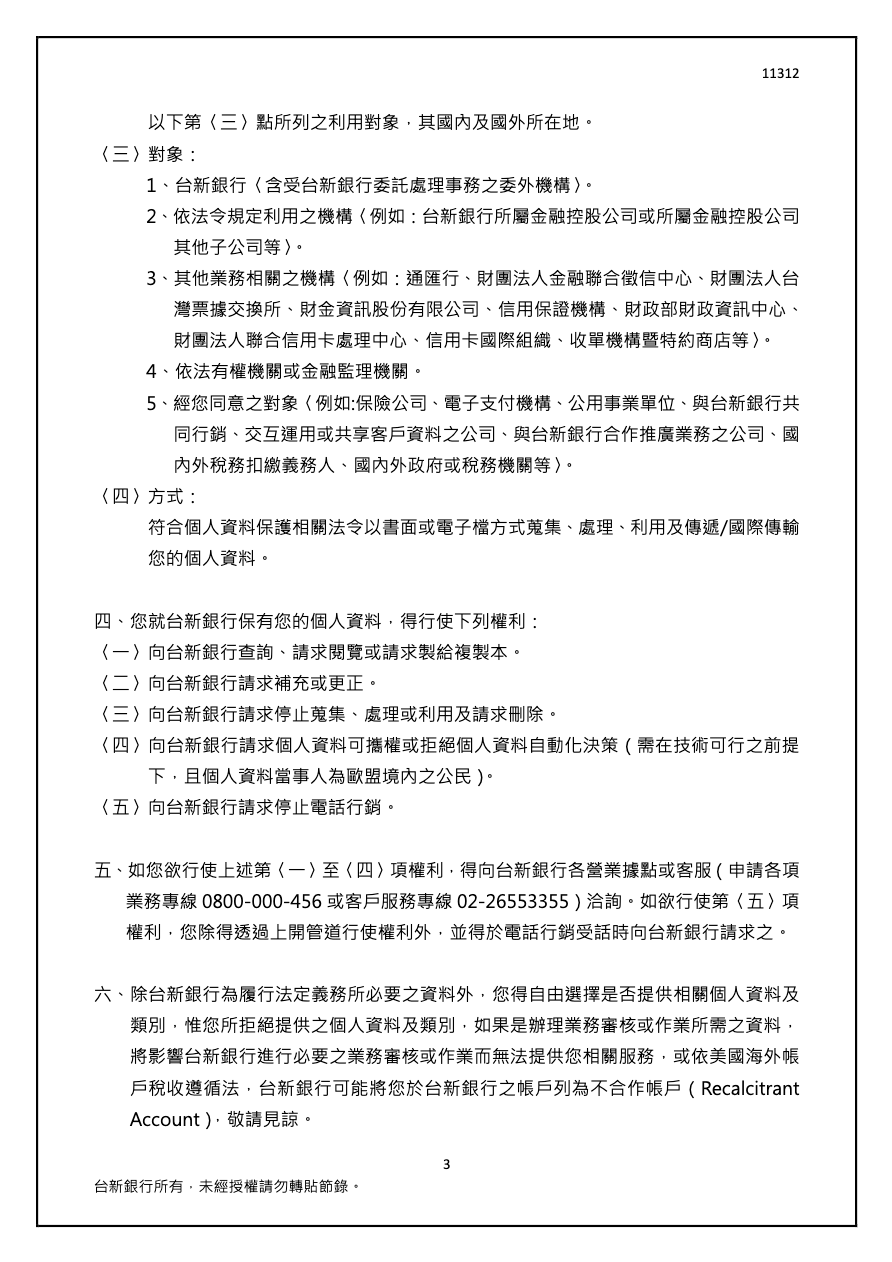 11312
以下第〈三〉點所列之利用對象，其國內及國外所在地。
〈三〉對象：
1、台新銀行〈含受台新銀行委託處理事務之委外機構〉。
2、依法令規定利用之機構〈例如：台新銀行所屬金融控股公司或所屬金融控股公司
其他子公司等〉。
3、其他業務相關之機構〈例如：通匯行、財團法人金融聯合徵信中心、財團法人台
灣票據交換所、財金資訊股份有限公司、信用保證機構、財政部財政資訊中心、
財團法人聯合信用卡處理中心、信用卡國際組織、收單機構暨特約商店等〉。
4、依法有權機關或金融監理機關。
5、經您同意之對象〈例如:保險公司、電子支付機構、公用事業單位、與台新銀行共
同行銷、交互運用或共享客戶資料之公司、與台新銀行合作推廣業務之公司、國
內外稅務扣繳義務人、國內外政府或稅務機關等〉。
〈四〉方式：
符合個人資料保護相關法令以書面或電子檔方式蒐集、處理、利用及傳遞/國際傳輸
您的個人資料。
四、您就台新銀行保有您的個人資料，得行使下列權利：
〈一〉向台新銀行查詢、請求閱覽或請求製給複製本。
〈二〉向台新銀行請求補充或更正。
〈三〉向台新銀行請求停止蒐集、處理或利用及請求刪除。
〈四〉向台新銀行請求個人資料可攜權或拒絕個人資料自動化決策（需在技術可行之前提
下，且個人資料當事人為歐盟境內之公民）。
〈五〉向台新銀行請求停止電話行銷。
五、如您欲行使上述第〈一〉至〈四〉項權利，得向台新銀行各營業據點或客服（申請各項
業務專線 0800-000-456 或客戶服務專線 02-26553355）洽詢。如欲行使第〈五〉項
權利，您除得透過上開管道行使權利外，並得於電話行銷受話時向台新銀行請求之。
六、除台新銀行為履行法定義務所必要之資料外，您得自由選擇是否提供相關個人資料及
類別，惟您所拒絕提供之個人資料及類別，如果是辦理業務審核或作業所需之資料，
將影響台新銀行進行必要之業務審核或作業而無法提供您相關服務，或依美國海外帳
戶稅收遵循法，台新銀行可能將您於台新銀行之帳戶列為不合作帳戶（Recalcitrant
Account），敬請見諒。
3
台新銀行所有，未經授權請勿轉貼節錄。